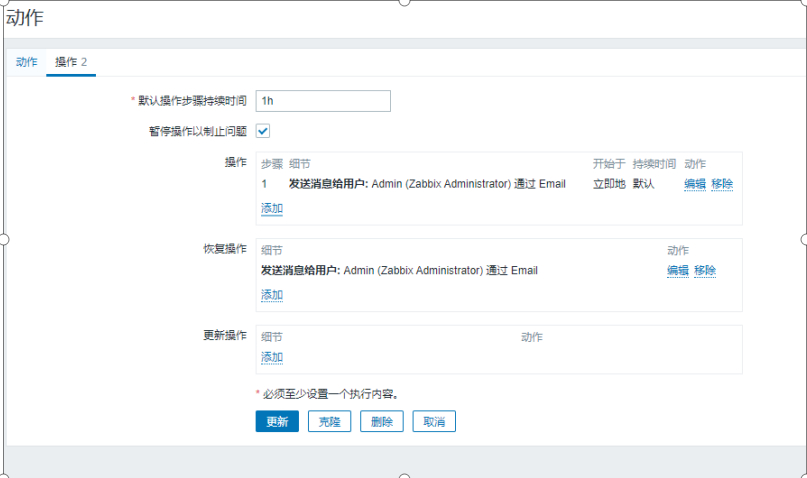 动作
动作 操作 2
* 默认操作步骤持续时间 1h
暂停操作以制止问题
操作 步骤 细节 开始于 持续时间 动作
1 发送消息给用户: Admin (Zabbix Administrator) 通过 Email 立即地 默认 编辑 移除
添加
恢复操作 细节 动作
发送消息给用户: Admin (Zabbix Administrator) 通过 Email 编辑 移除
添加
更新操作 细节 动作
添加
* 必须至少设置一个执行内容。
更新 克隆 删除 取消